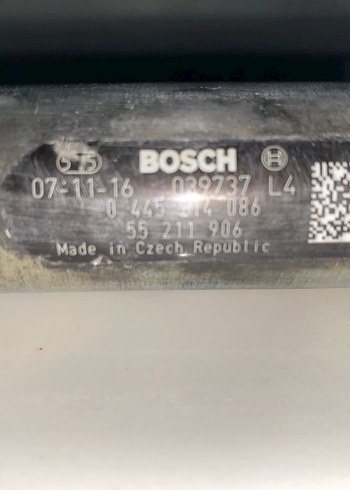 BOSCH
07-11-16 039737 L4
0 445 214 086
55 211 906
Made in Czech Republic